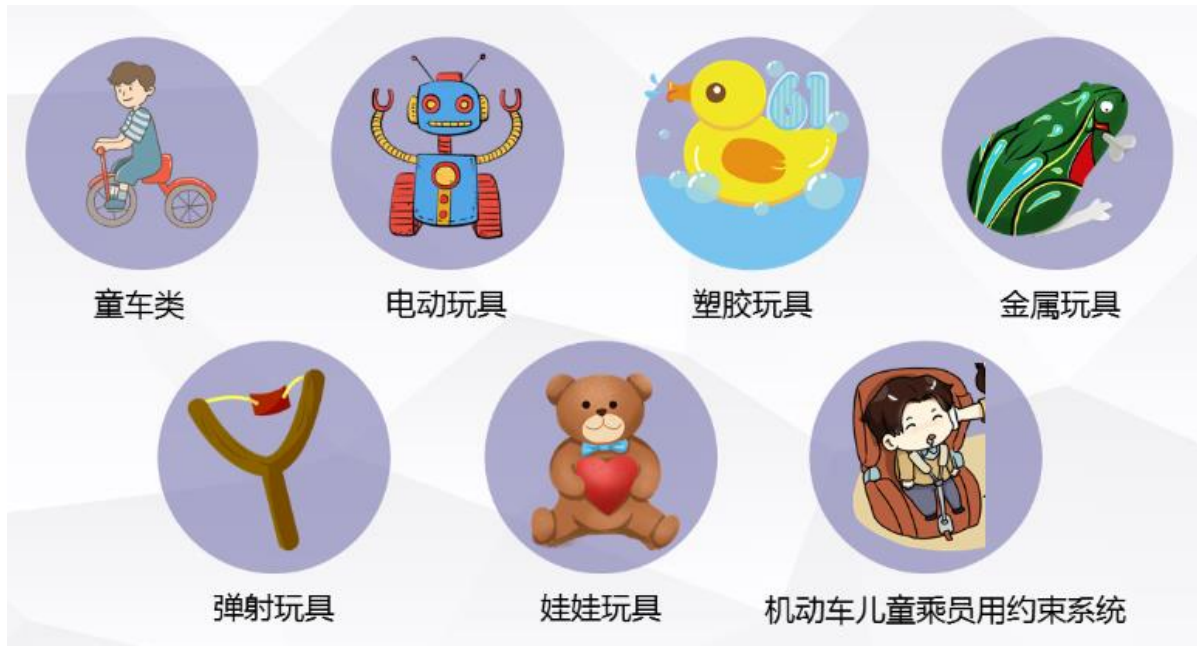 61
童车类
电动玩具
塑胶玩具
金属玩具
弹射玩具
娃娃玩具
机动车儿童乘员用约束系统